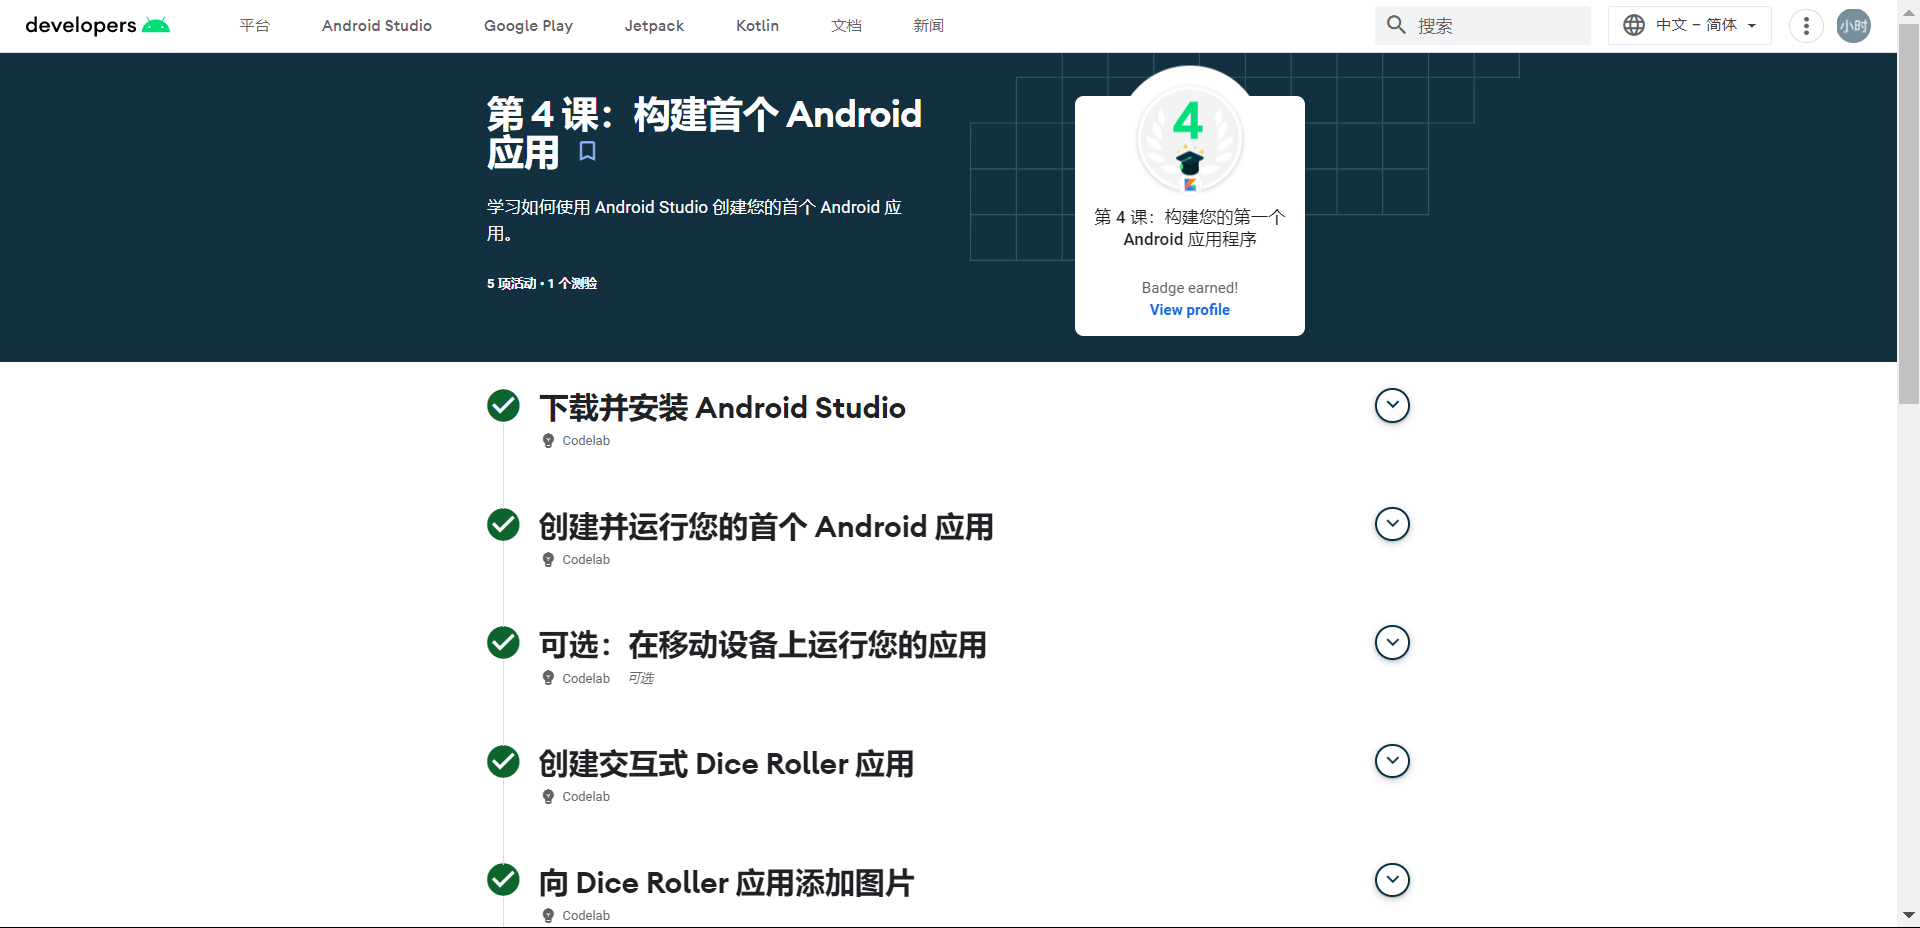 developers
平台
Android Studio
Google Play
Jetpack
Kotlin
文档
新闻
搜索
中文 – 简体
小时
第 4 课：构建首个 Android
应用
学习如何使用 Android Studio 创建您的首个 Android 应
用。
5 项活动 • 1 个测验
4
第 4 课：构建您的第一个
Android 应用程序
Badge earned!
View profile
下载并安装 Android Studio
Codelab
创建并运行您的首个 Android 应用
Codelab
可选：在移动设备上运行您的应用
Codelab 可选
创建交互式 Dice Roller 应用
Codelab
向 Dice Roller 应用添加图片
Codelab